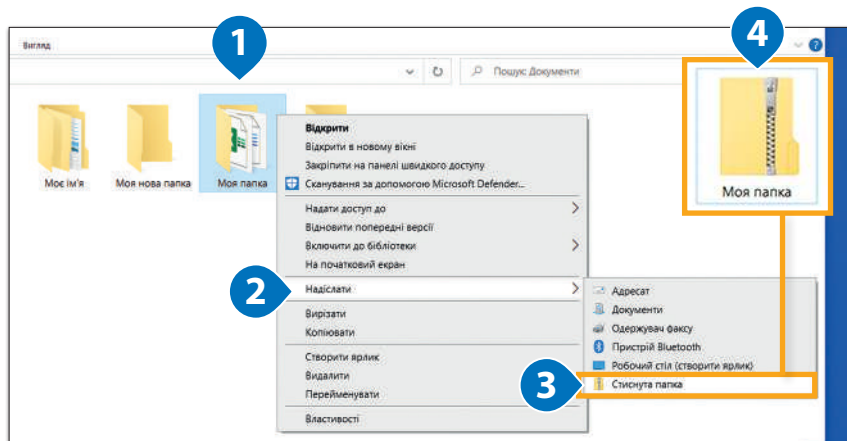 1
4
Вигляд
Пошук: Документи
Моє ім'я
Моя нова папка
Моя папка
Відкрити
Відкрити в новому вікні
Закріпити на панелі швидкого доступу
Сканування за допомогою Microsoft Defender...
Надати доступ до
Відновити попередні версії
Включити до бібліотеки
На початковий екран
2
Надіслати
Вирізати
Копіювати
Створити ярлик
Видалити
Перейменувати
Властивості
Моя папка
Адресат
Документи
Одержувач факсу
Пристрій Bluetooth
Робочий стіл (створити ярлик)
3
Стиснута папка